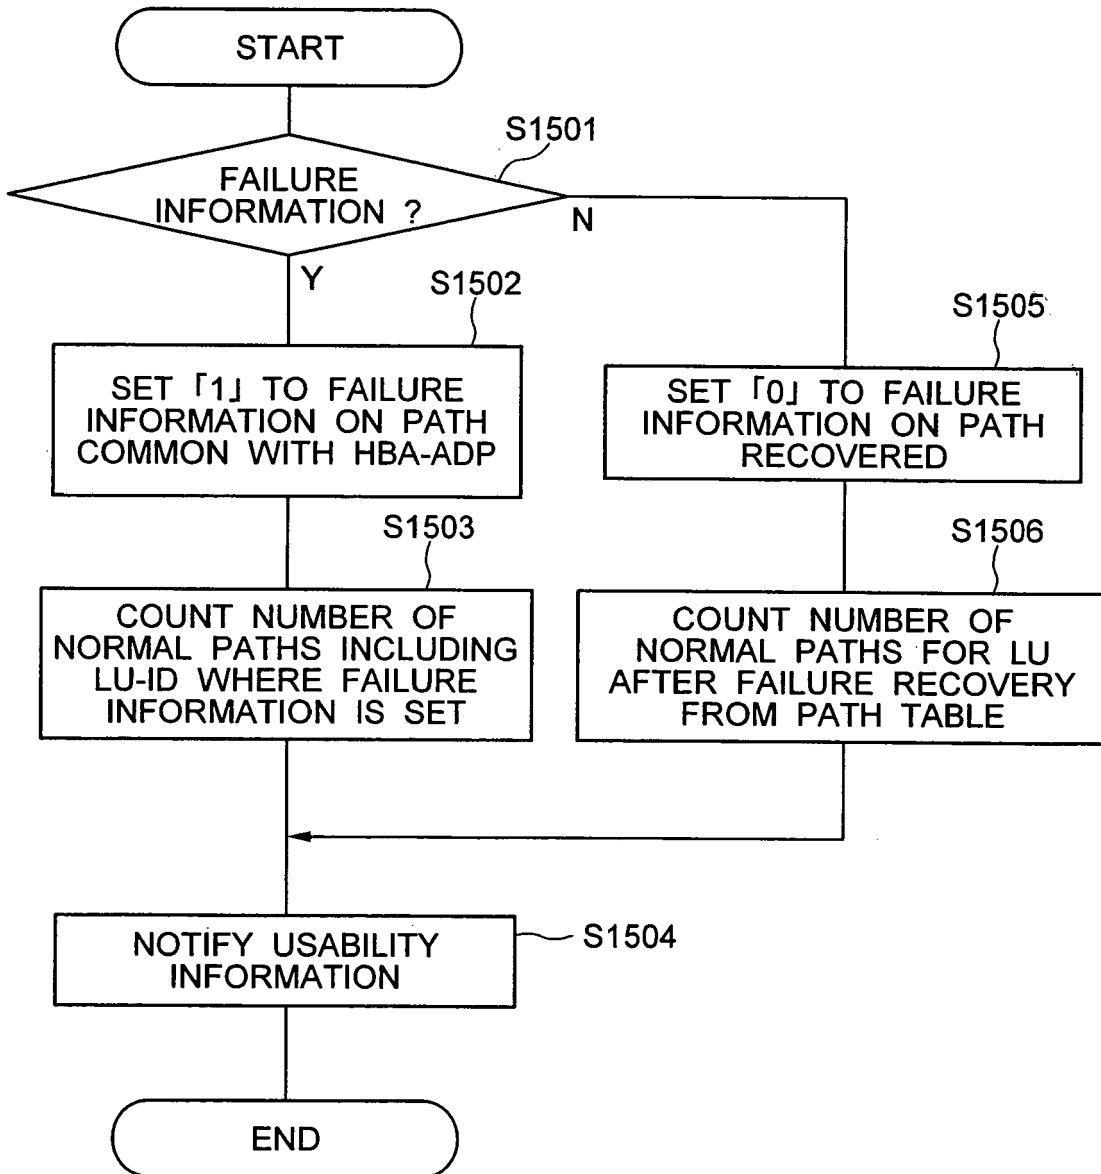 START
S1501
FAILURE
INFORMATION ?
N
Y
S1502
SET「1」TO FAILURE
INFORMATION ON PATH
COMMON WITH HBA-ADP
S1505
SET「0」TO FAILURE
INFORMATION ON PATH
RECOVERED
S1503
COUNT NUMBER OF
NORMAL PATHS INCLUDING
LU-ID WHERE FAILURE
INFORMATION IS SET
S1506
COUNT NUMBER OF
NORMAL PATHS FOR LU
AFTER FAILURE RECOVERY
FROM PATH TABLE
NOTIFY USABILITY
INFORMATION
S1504
END